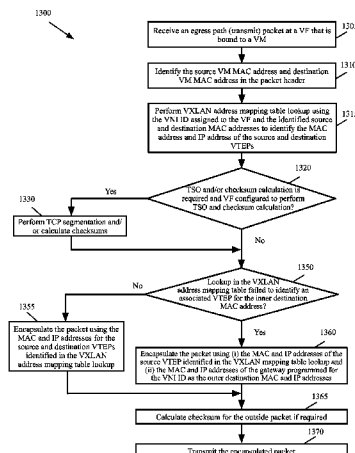 1300
Receive an egress path (transmit) packet at a VF that is
bound to a VM
1310
Identify the source VM MAC address and destination
VM MAC address in the packet header
Perform VXLAN address mapping table lookup using
the VNI ID assigned to the VF and the identified source
and destination MAC addresses to identify the MAC
address and IP address of the source and destination
VTEPs
1320
TSO and/or checksum calculation is
required and VF configured to perform
TSO and checksum calculation?
Yes
1330
Perform TCP segmentation and/
or calculate checksums
No
1350
Lookup in the VXLAN
address mapping table failed to identify an
associated VTEP for the inner destination
MAC address?
No
1355
Encapsulate the packet using the
MAC and IP addresses for the
source and destination VTEPs
identified in the VXLAN
address mapping table lookup
Yes
1360
Encapsulate the packet using (i) the MAC and IP addresses of the
source VTEP identified in the VXLAN mapping table lookup and
(ii) the MAC and IP addresses of the gateway programmed for
the VNI ID as the outer destination MAC and IP addresses
1365
Calculate checksum for the outside packet if required
1370
Transmit the encapsulated packet